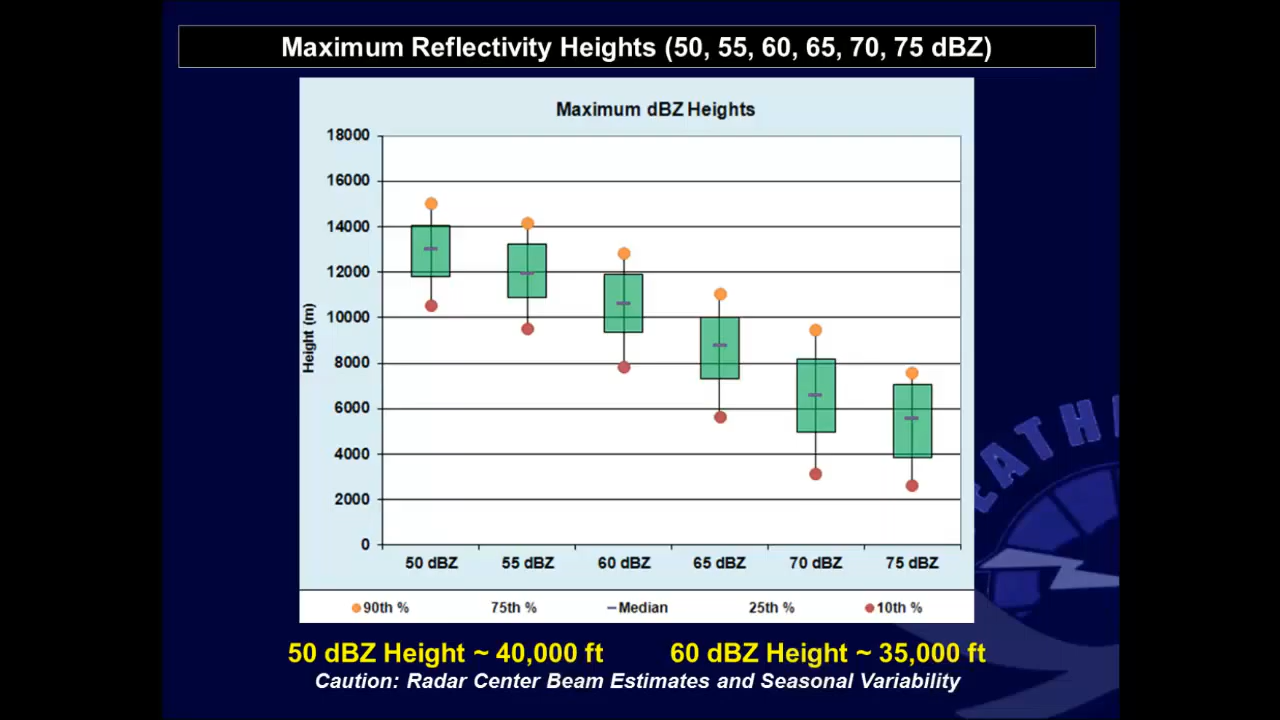 Maximum Reflectivity Heights (50, 55, 60, 65, 70, 75 dBZ)
Maximum dBZ Heights
18000
16000
14000
12000
10000
8000
6000
4000
2000
0
Height (m)
50 dBZ 55 dBZ 60 dBZ 65 dBZ 70 dBZ 75 dBZ
90th % 75th % Median 25th % 10th %
50 dBZ Height ~ 40,000 ft 60 dBZ Height ~ 35,000 ft
Caution: Radar Center Beam Estimates and Seasonal Variability